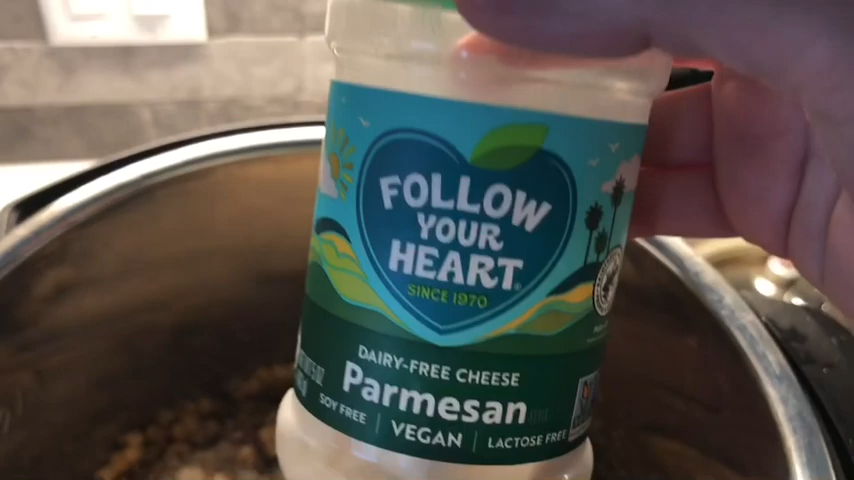 FOLLOW
YOUR
HEART
SINCE 1970
DAIRY-FREE CHEESE
Parmesan
SOY FREE | VEGAN | LACTOSE FREE